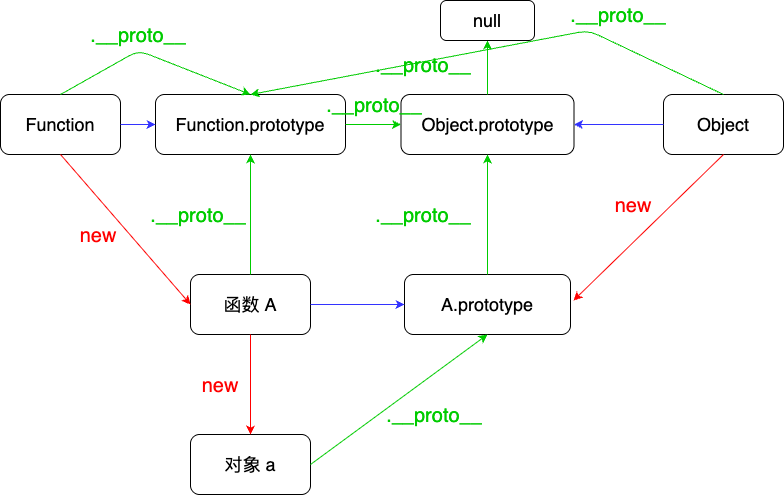 null
.__proto__
.__proto__
.__proto__
.__proto__
Function
Function.prototype
Object.prototype
Object
.__proto__
.__proto__
new
new
函数 A
A.prototype
new
.__proto__
对象 a